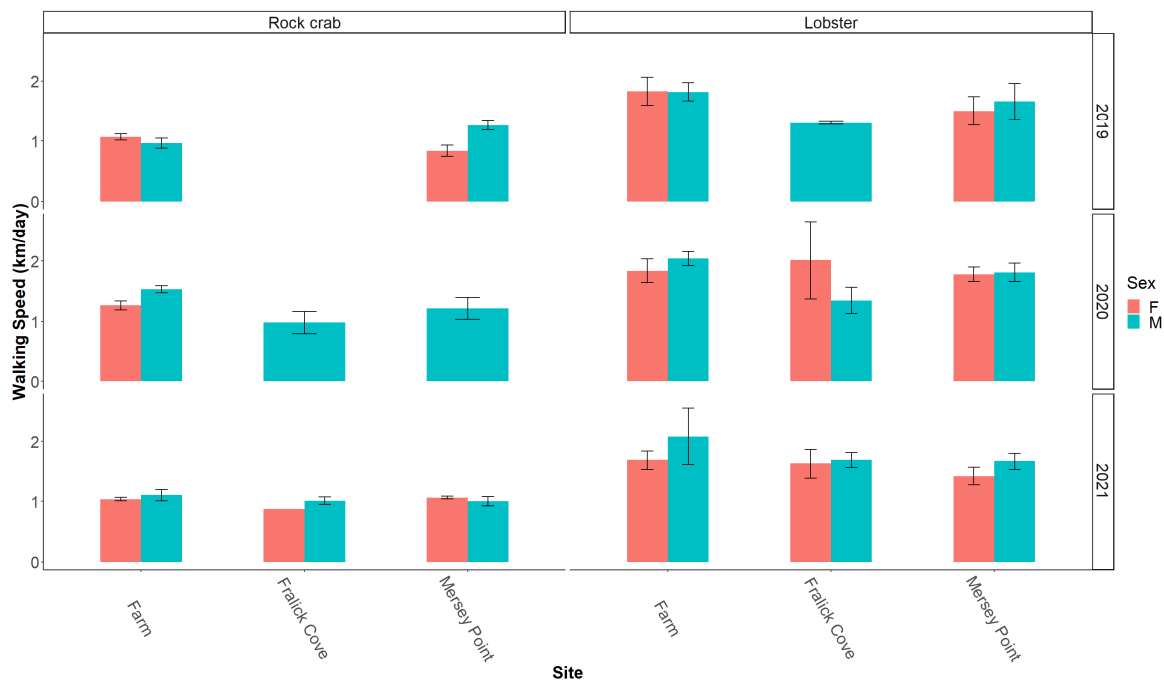 Rock crab
Lobster
Walking Speed (km/day)
2
1
0
2019
2
1
0
2020
2
1
0
2021
Sex
F
M
Farm
Fralick Cove
Mersey Point
Farm
Fralick Cove
Mersey Point
Site